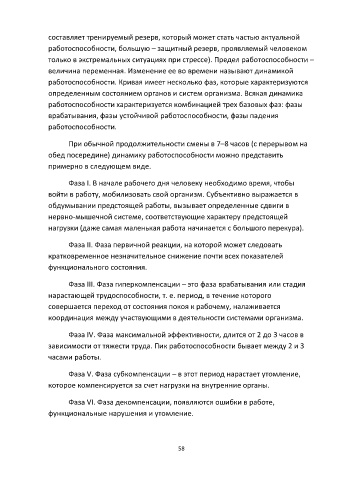 составляет тренируемый резерв, который может стать частью актуальной
работоспособности, большую – защитный резерв, проявляемый человеком
только в экстремальных ситуациях при стрессе). Предел работоспособности –
величина переменная. Изменение ее во времени называют динамикой
работоспособности. Кривая имеет несколько фаз, которые характеризуются
определенным состоянием органов и систем организма. Всякая динамика
работоспособности характеризуется комбинацией трех базовых фаз: фазы
врабатывания, фазы устойчивой работоспособности, фазы падения
работоспособности.
При обычной продолжительности смены в 7–8 часов (с перерывом на
обед посередине) динамику работоспособности можно представить
примерно в следующем виде.
Фаза I. В начале рабочего дня человеку необходимо время, чтобы
войти в работу, мобилизовать свой организм. Субъективно выражается в
обдумывании предстоящей работы, вызывает определенные сдвиги в
нервно-мышечной системе, соответствующие характеру предстоящей
нагрузки (даже самая маленькая работа начинается с большого перекура).
Фаза II. Фаза первичной реакции, на которой может следовать
кратковременное незначительное снижение почти всех показателей
функционального состояния.
Фаза III. Фаза гиперкомпенсации – это фаза врабатывания или стадия
нарастающей трудоспособности, т. е. период, в течение которого
совершается переход от состояния покоя к рабочему, налаживается
координация между участвующими в деятельности системами организма.
Фаза IV. Фаза максимальной эффективности, длится от 2 до 3 часов в
зависимости от тяжести труда. Пик работоспособности бывает между 2 и 3
часами работы.
Фаза V. Фаза субкомпенсации – в этот период нарастает утомление,
которое компенсируется за счет нагрузки на внутренние органы.
Фаза VI. Фаза декомпенсации, появляются ошибки в работе,
функциональные нарушения и утомление.
58